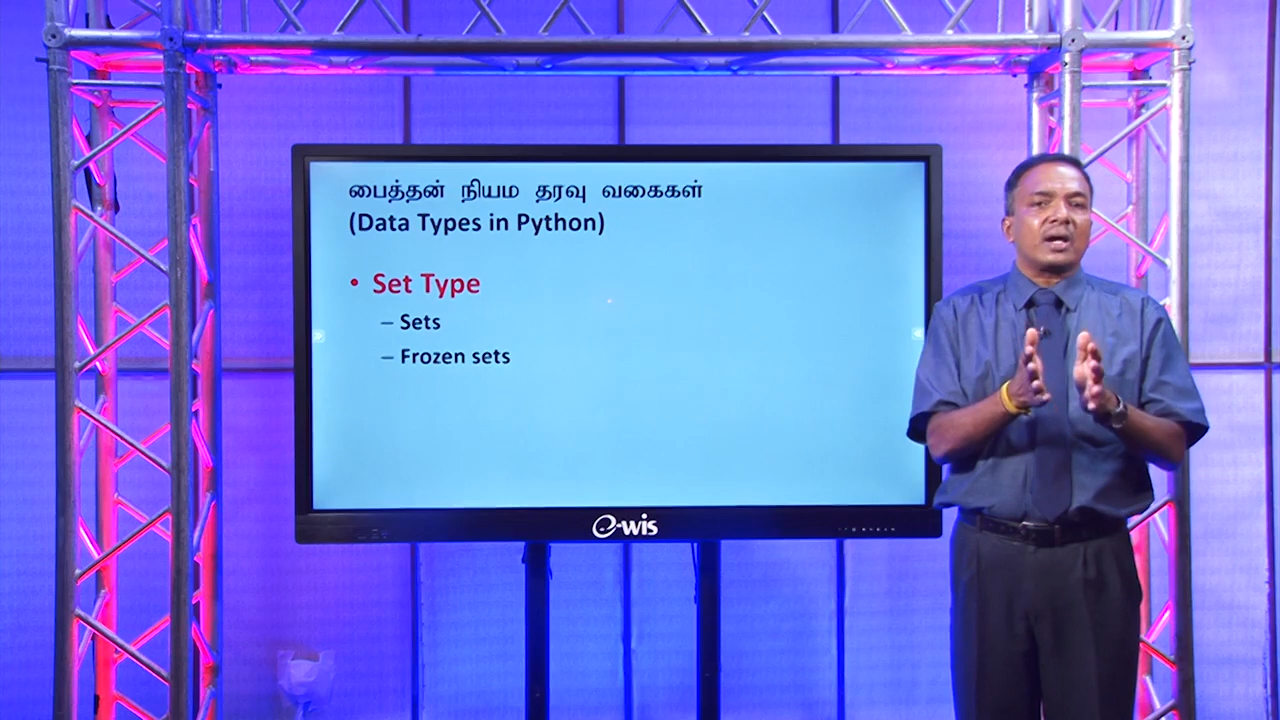 பைத்தன் நியம தரவு வகைகள்
(Data Types in Python)
• Set Type
– Sets
– Frozen sets
e-wis